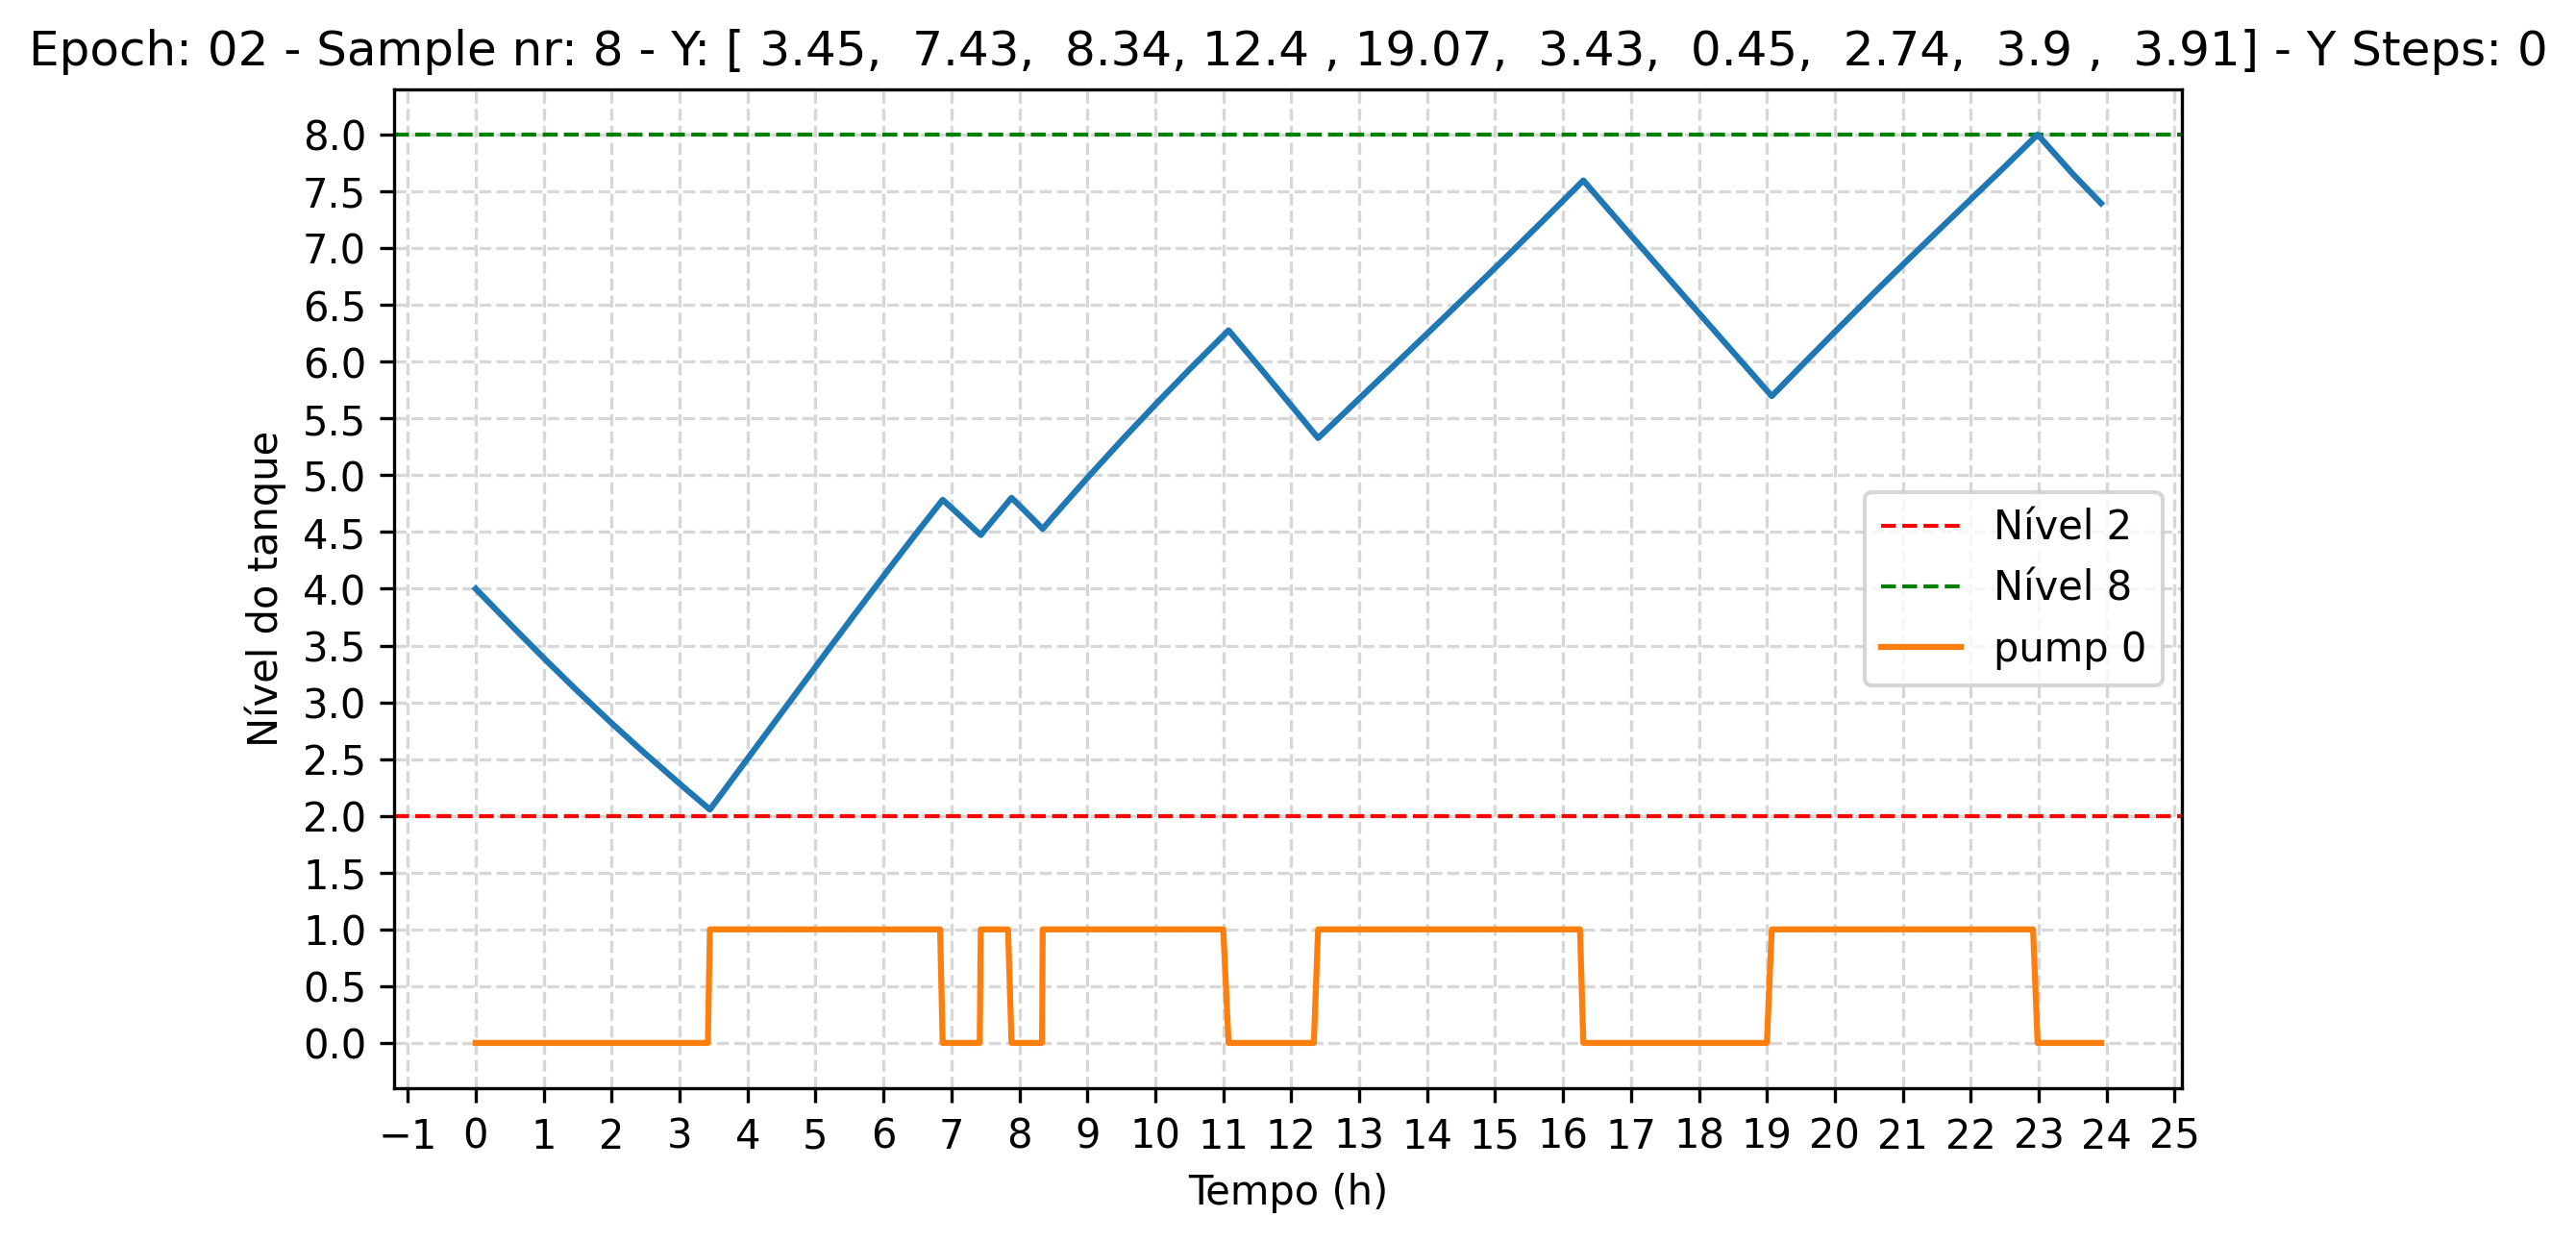 Epoch: 02 - Sample nr: 8 - Y: [ 3.45,  7.43,  8.34, 12.4 , 19.07,  3.43,  0.45,  2.74,  3.9 ,  3.91] - Y Steps: 0
8.0
7.5
7.0
6.5
6.0
5.5
5.0
4.5
4.0
3.5
3.0
2.5
2.0
1.5
1.0
0.5
0.0
Nível do tanque
Nível 2
Nível 8
pump 0
−1 0 1 2 3 4 5 6 7 8 9 10 11 12 13 14 15 16 17 18 19 20 21 22 23 24 25
Tempo (h)